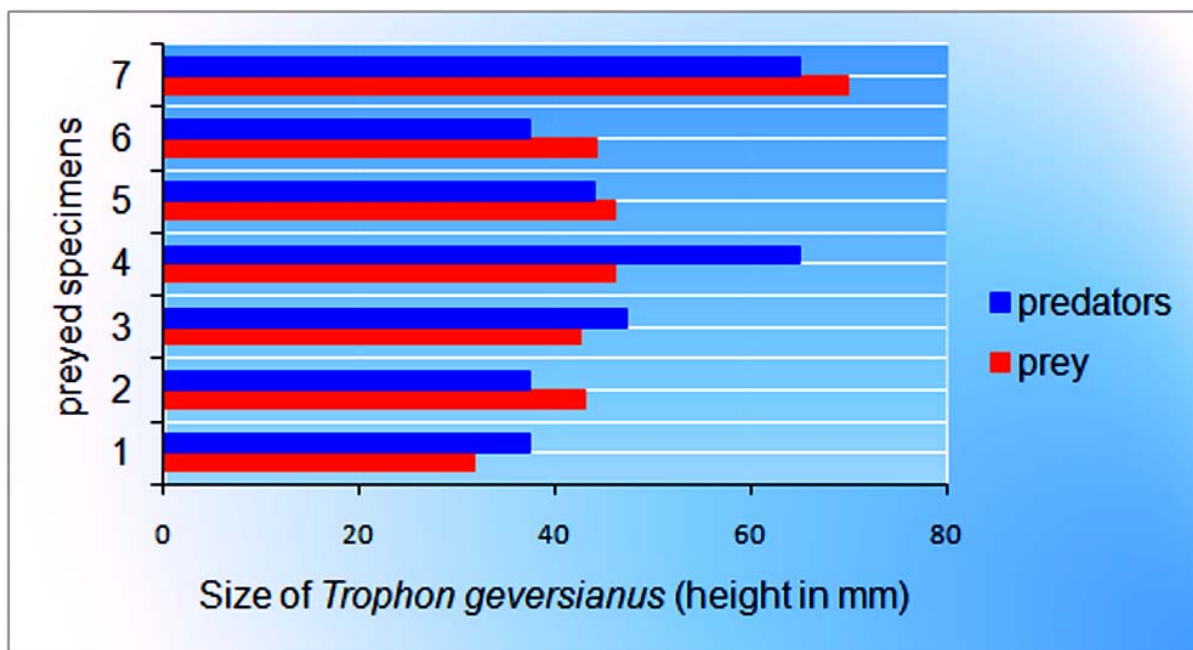 preyed specimens
7
6
5
4
3
2
1
0 20 40 60 80
Size of Trophon geversianus (height in mm)
predators
prey